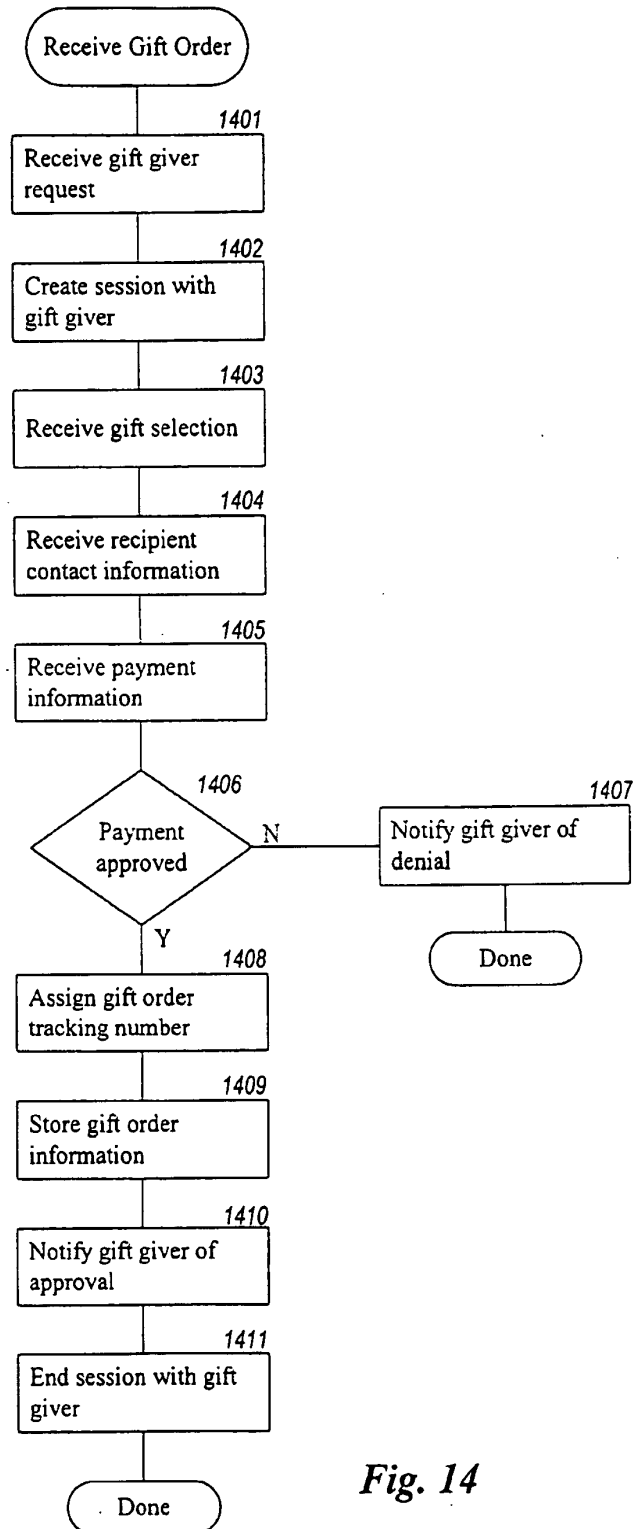 Receive Gift Order
1401
Receive gift giver
request
1402
Create session with
gift giver
1403
Receive gift selection
1404
Receive recipient
contact information
1405
Receive payment
information
1406
Payment
approved
N
1407
Notify gift giver of
denial
Done
Y
1408
Assign gift order
tracking number
1409
Store gift order
information
1410
Notify gift giver of
approval
1411
End session with gift
giver
Done
Fig. 14